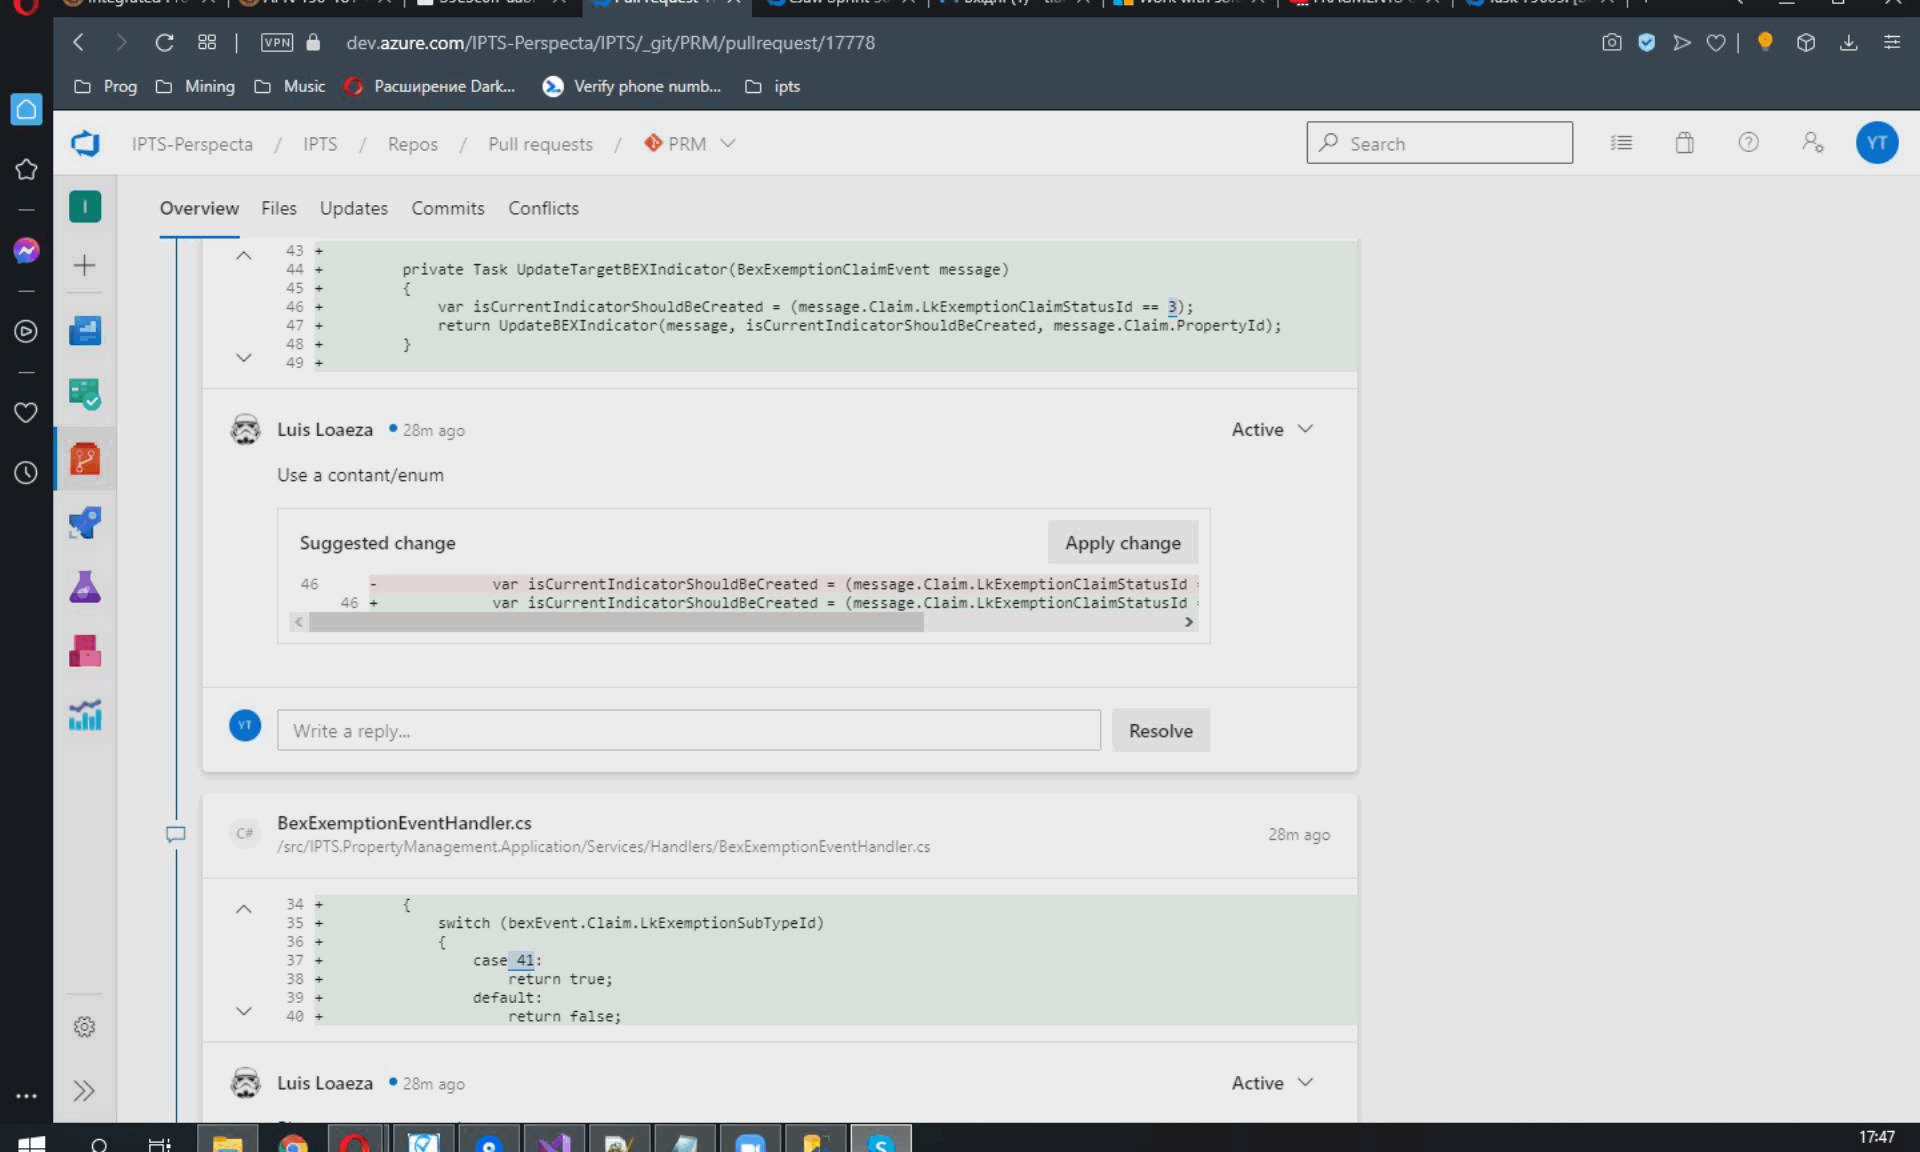 VPN
dev.azure.com/IPTS-Perspecta/IPTS/_git/PRM/pullrequest/17778
Prog
Mining
Music
Расширение Dark...
Verify phone numb...
ipts
IPTS-Perspecta / IPTS / Repos / Pull requests / PRM
Search
YT
I
Overview Files Updates Commits Conflicts
43 +
44 + private Task UpdateTargetBEXIndicator(BexExemptionClaimEvent message)
45 + {
46 + var isCurrentIndicatorShouldBeCreated = (message.Claim.LkExemptionClaimStatusId == 3);
47 + return UpdateBEXIndicator(message, isCurrentIndicatorShouldBeCreated, message.Claim.PropertyId);
48 + }
49 +
Luis Loaeza 28m ago
Active
Use a contant/enum
Suggested change
Apply change
46 - var isCurrentIndicatorShouldBeCreated = (message.Claim.LkExemptionClaimStatusId
46 + var isCurrentIndicatorShouldBeCreated = (message.Claim.LkExemptionClaimStatusId
YT
Write a reply...
Resolve
C#
BexExemptionEventHandler.cs
/src/IPTS.PropertyManagement.Application/Services/Handlers/BexExemptionEventHandler.cs
28m ago
34 + {
35 + switch (bexEvent.Claim.LkExemptionSubTypeId)
36 + {
37 + case 41:
38 + return true;
39 + default:
40 + return false;
Luis Loaeza 28m ago
Active
17:47